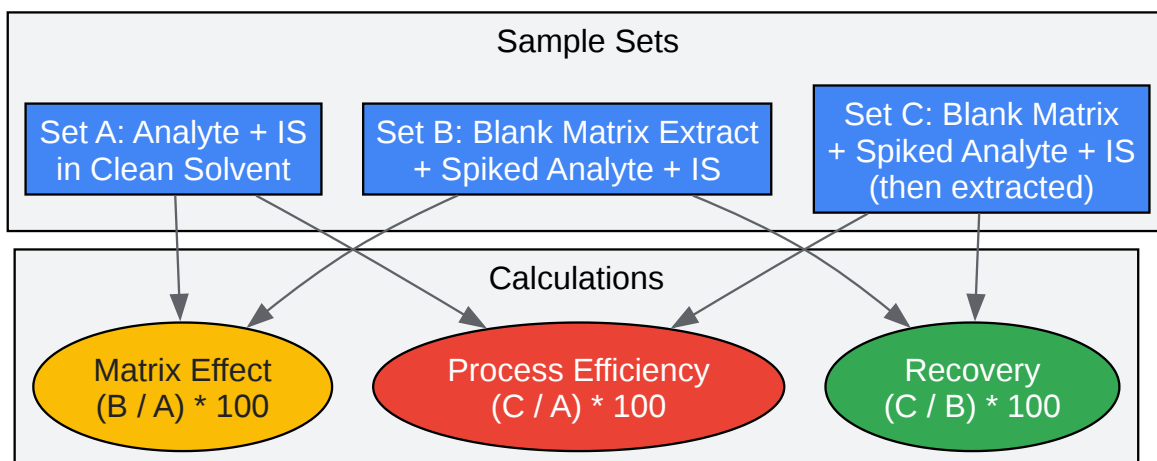 Sample Sets
Set A: Analyte + IS
in Clean Solvent
Set B: Blank Matrix Extract
+ Spiked Analyte + IS
Set C: Blank Matrix
+ Spiked Analyte + IS
(then extracted)
Calculations
Matrix Effect
(B / A) * 100
Process Efficiency
(C / A) * 100
Recovery
(C / B) * 100